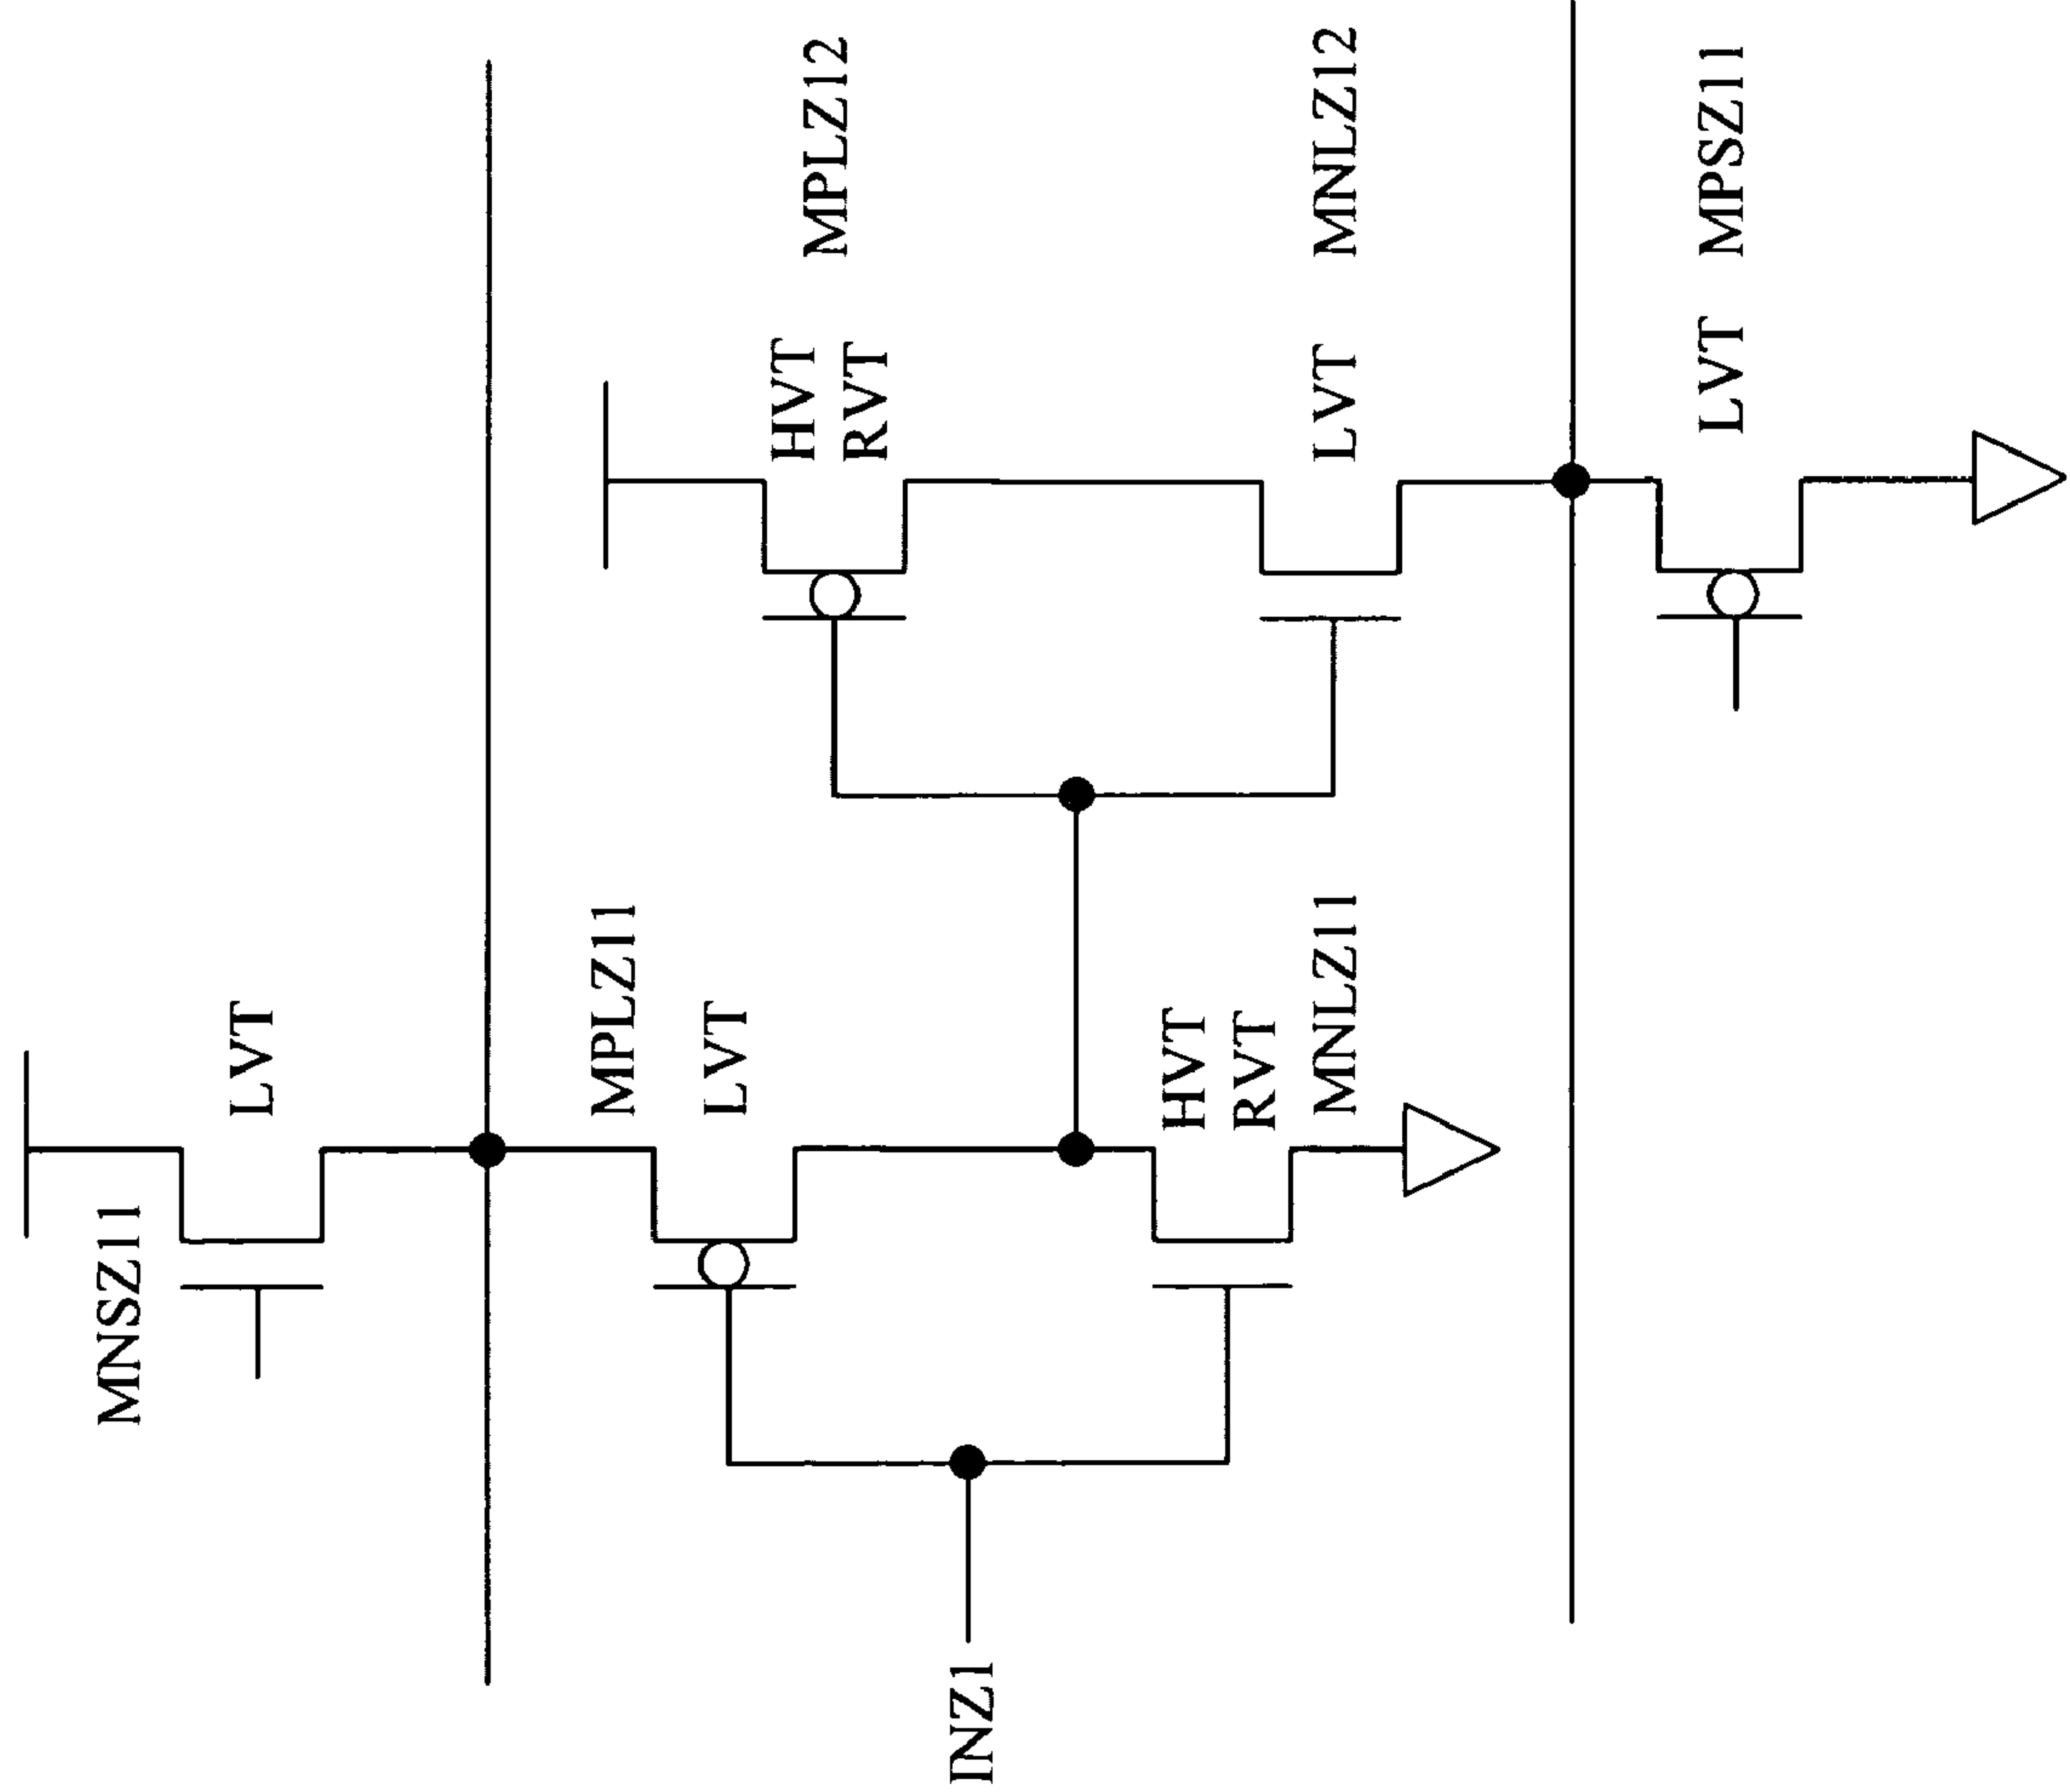 MNSZ11
LVT
MPLZ11
LVT
HVT
RVT
MNLZ11
INZ1
HVT
RVT
MPLZ12
LVT
MNLZ12
LVT
MPSZ11